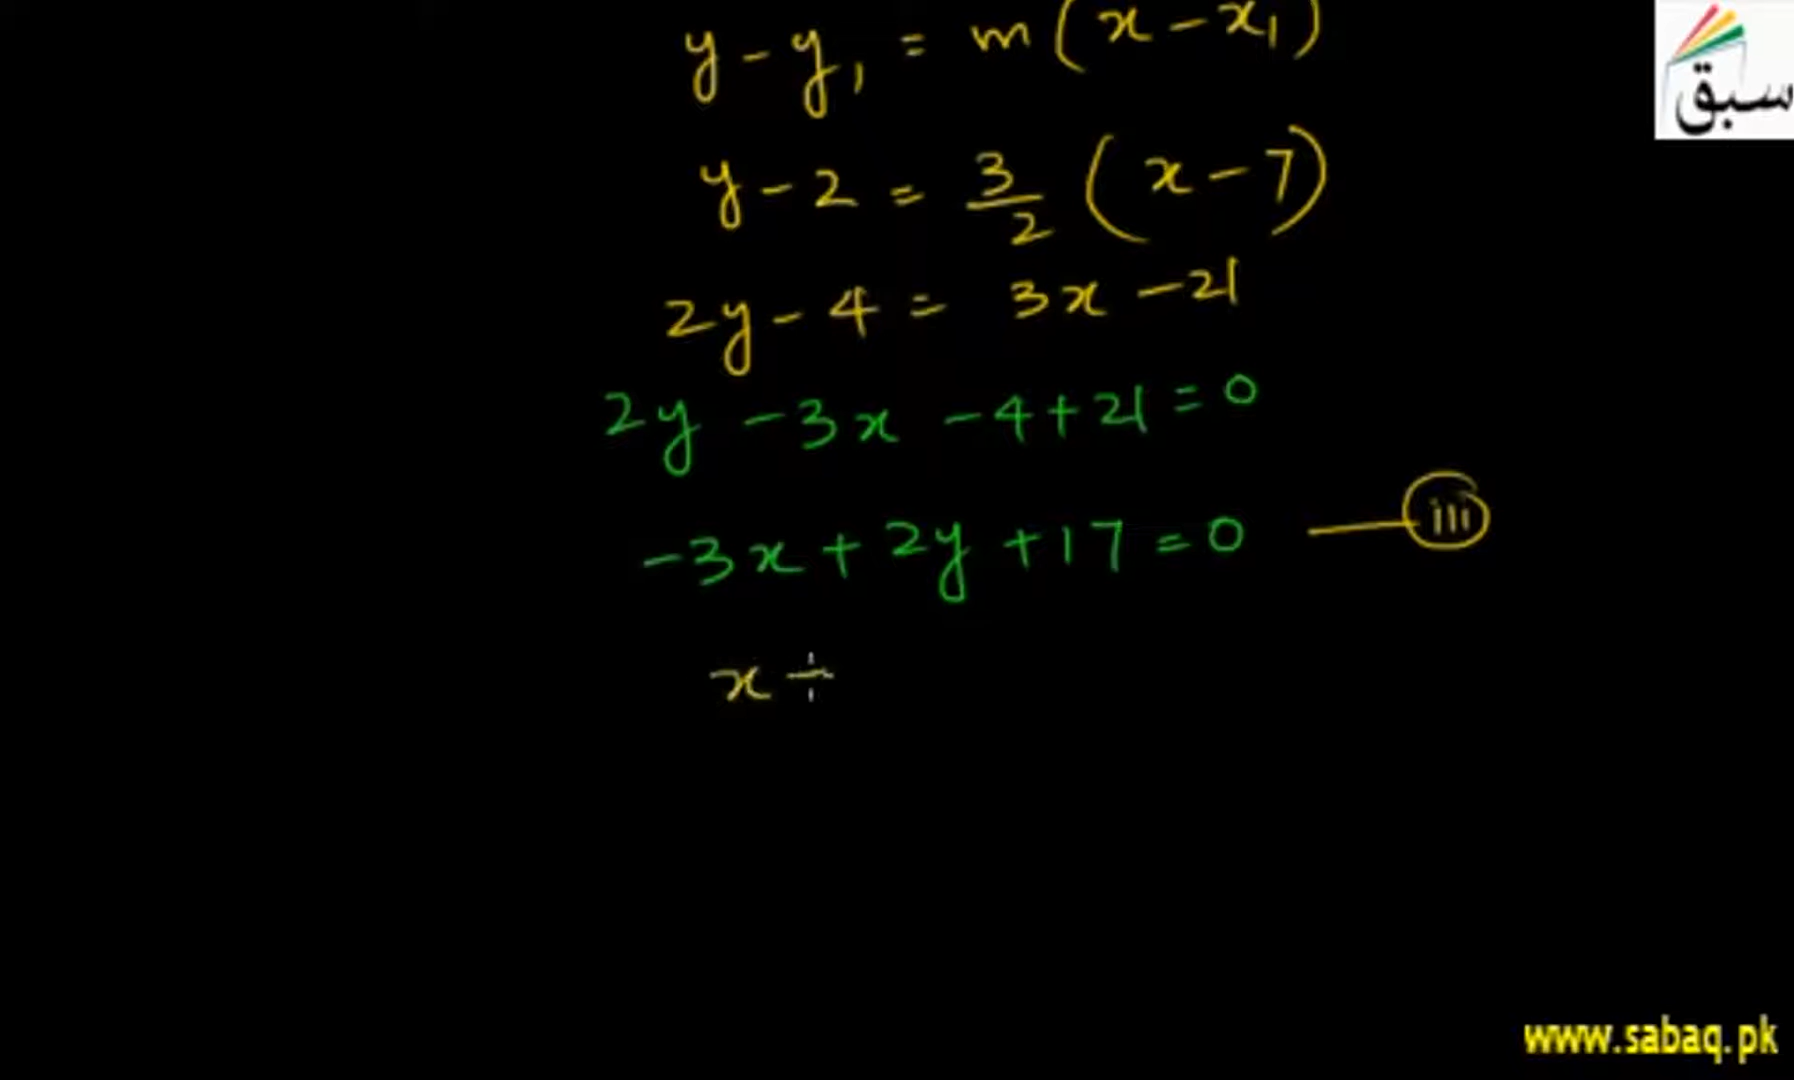 y - y₁ = m(x - x₁)
سبق
y - 2 = 3/2 (x - 7)
2y - 4 = 3x - 21
2y - 3x - 4 + 21 = 0
-3x + 2y + 17 = 0 — (iii)
x -
www.sabaq.pk